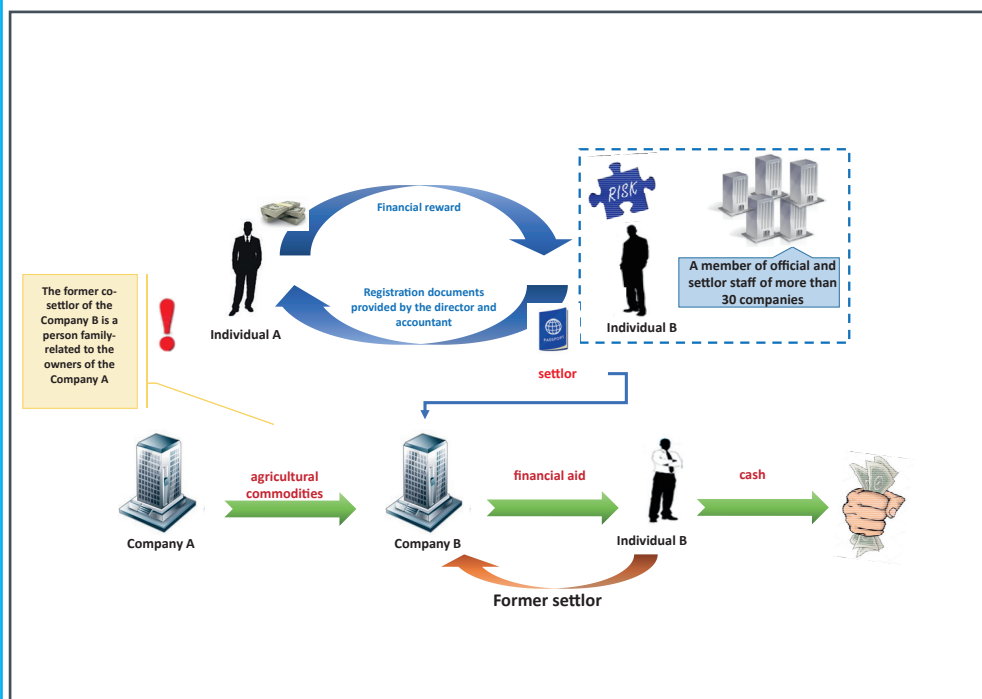 Financial reward
RISK
A member of official and
settlor staff of more than
30 companies
The former co-
settlor of the
Company B is a
person family-
related to the
owners of the
Company A
Individual A
Registration documents
provided by the director and
accountant
PASSPORT
Individual B
settlor
agricultural
commodities
financial aid
cash
Company A
Company B
Individual B
Former settlor